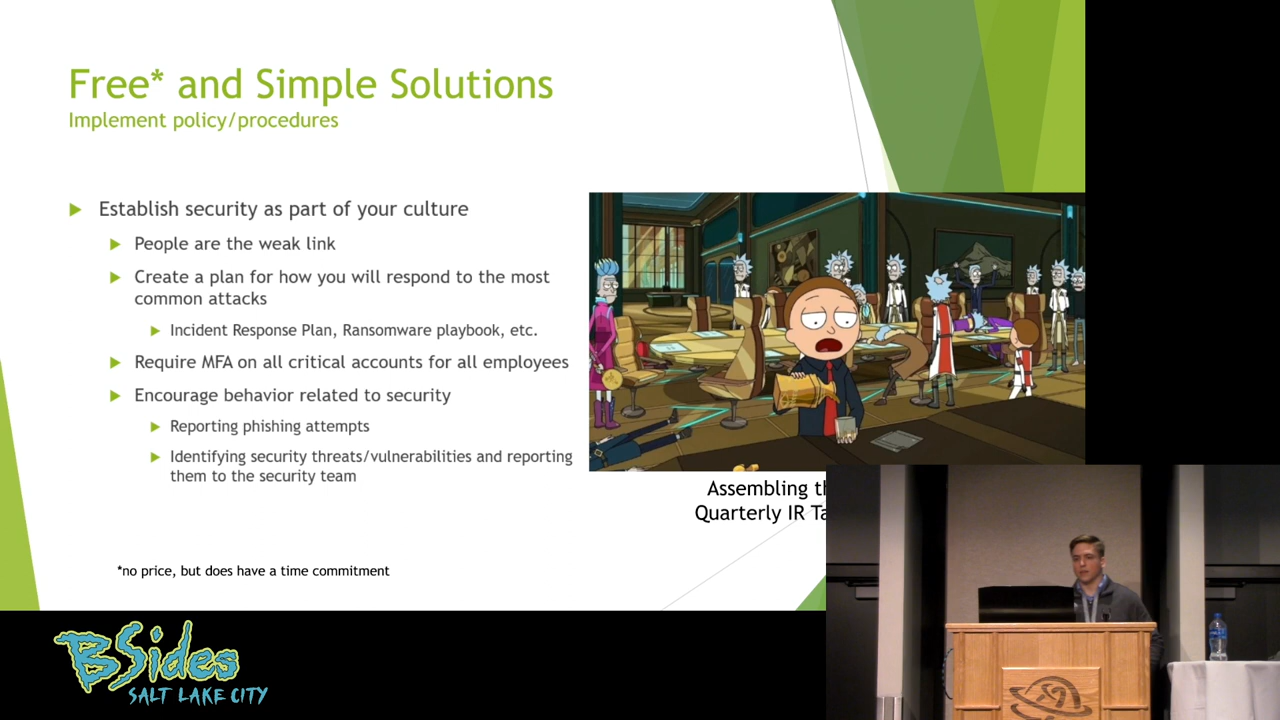 Free* and Simple Solutions
Implement policy/procedures
Establish security as part of your culture
People are the weak link
Create a plan for how you will respond to the most
common attacks
Incident Response Plan, Ransomware playbook, etc.
Require MFA on all critical accounts for all employees
Encourage behavior related to security
Reporting phishing attempts
Identifying security threats/vulnerabilities and reporting
them to the security team
Assembling
Quarterly IR
*no price, but does have a time commitment
BSides
SALT LAKE CITY